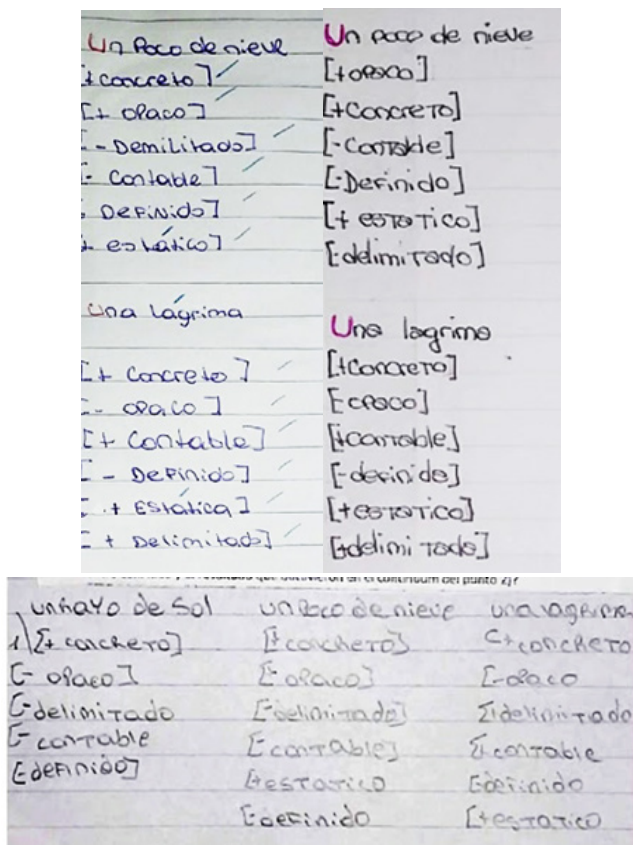 Un Poco de nieve
[+ concreto]
[+ opaco]
[- Demilitado]
[- Contable]
Definido]
+ estático]
Una lágrima
[+ Concreto]
[- opaco]
[+ Contable]
[- Definido]
[+ Estática]
[+ Delimitado]
Un poco de nieve
[+opaco]
[+Concreto]
[-Contable]
[-Definido]
[+ estatico]
[-delimitado]
Una lagrima
[+Concreto]
[-opaco]
[+contable]
[-definido]
[+estatico]
[+delimitado]
un rayo de Sol
1) [+ concreto]
[- opaco]
[-delimitado
[- contable
[-definido]
un Poco de nieve
[+concreto]
[-opaco]
[-delimitado]
[-contable]
[+estatico
[-definido
una lagrima
[+concreto
[-opaco
[+delimitado
[+contable
[-definido
[+estatico